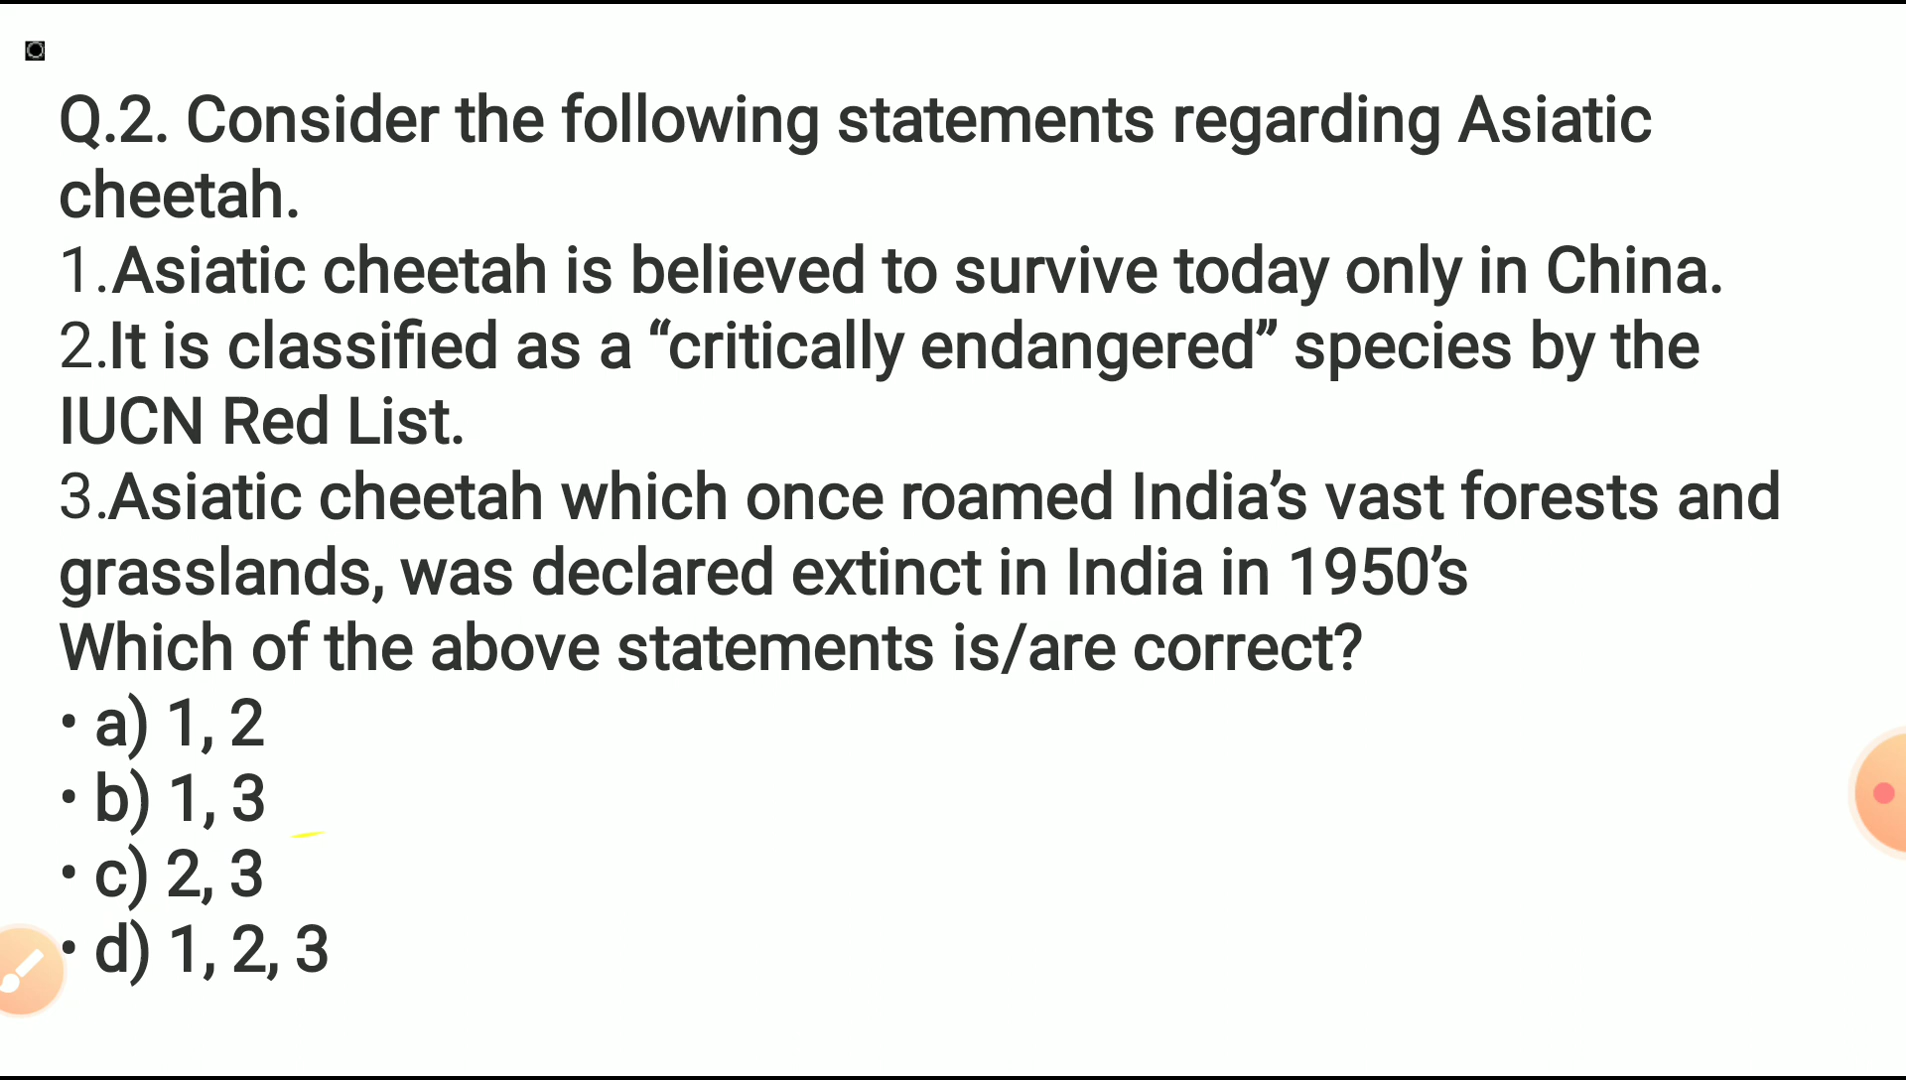 Q.2. Consider the following statements regarding Asiatic
cheetah.
1.Asiatic cheetah is believed to survive today only in China.
2.It is classified as a “critically endangered” species by the
IUCN Red List.
3.Asiatic cheetah which once roamed India’s vast forests and
grasslands, was declared extinct in India in 1950’s
Which of the above statements is/are correct?
• a) 1, 2
• b) 1, 3
• c) 2, 3
• d) 1, 2, 3